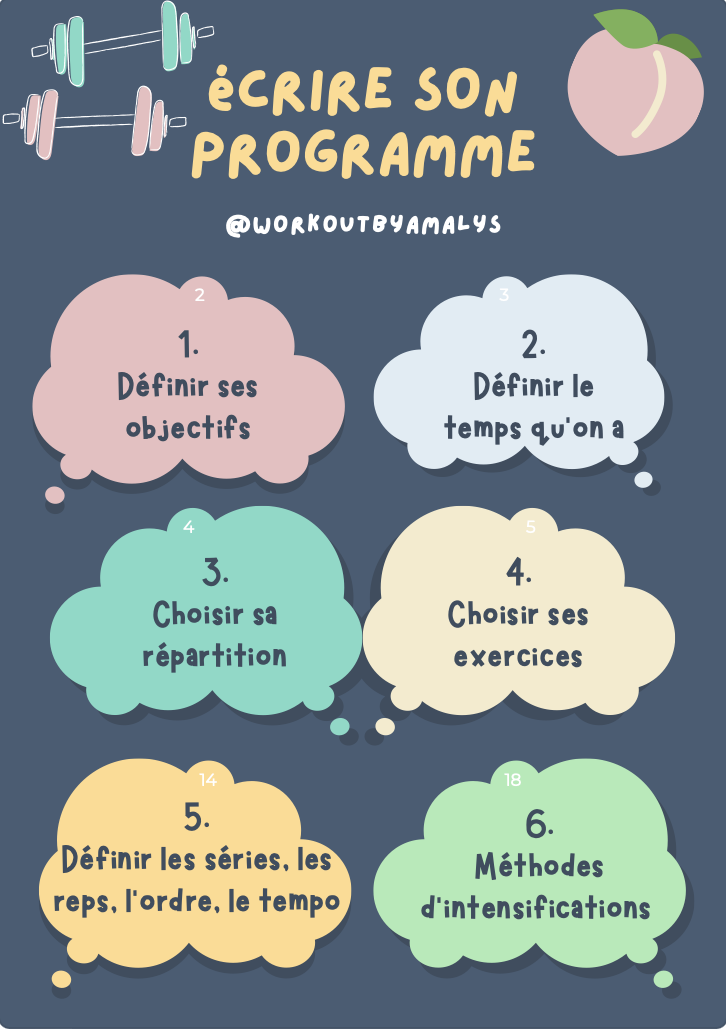 éCRIRE SON
PROGRAMME
@WORKOUTBYAMALYS
2
1.
Définir ses
objectifs
3
2.
Définir le
temps qu'on a
4
3.
Choisir sa
répartition
5
4.
Choisir ses
exercices
14
5.
Définir les séries, les
reps, l'ordre, le tempo
18
6.
Méthodes
d'intensifications